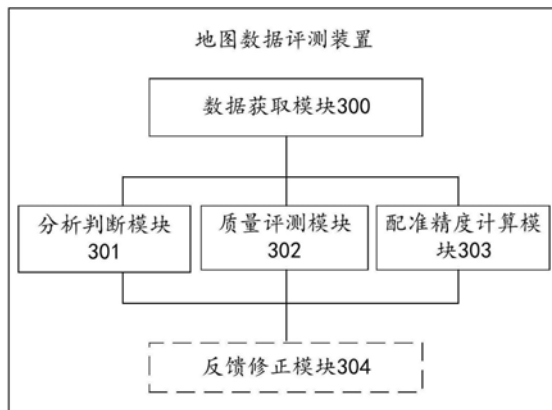 地图数据评测装置
数据获取模块300
分析判断模块
301
质量评测模块
302
配准精度计算模
块303
反馈修正模块304